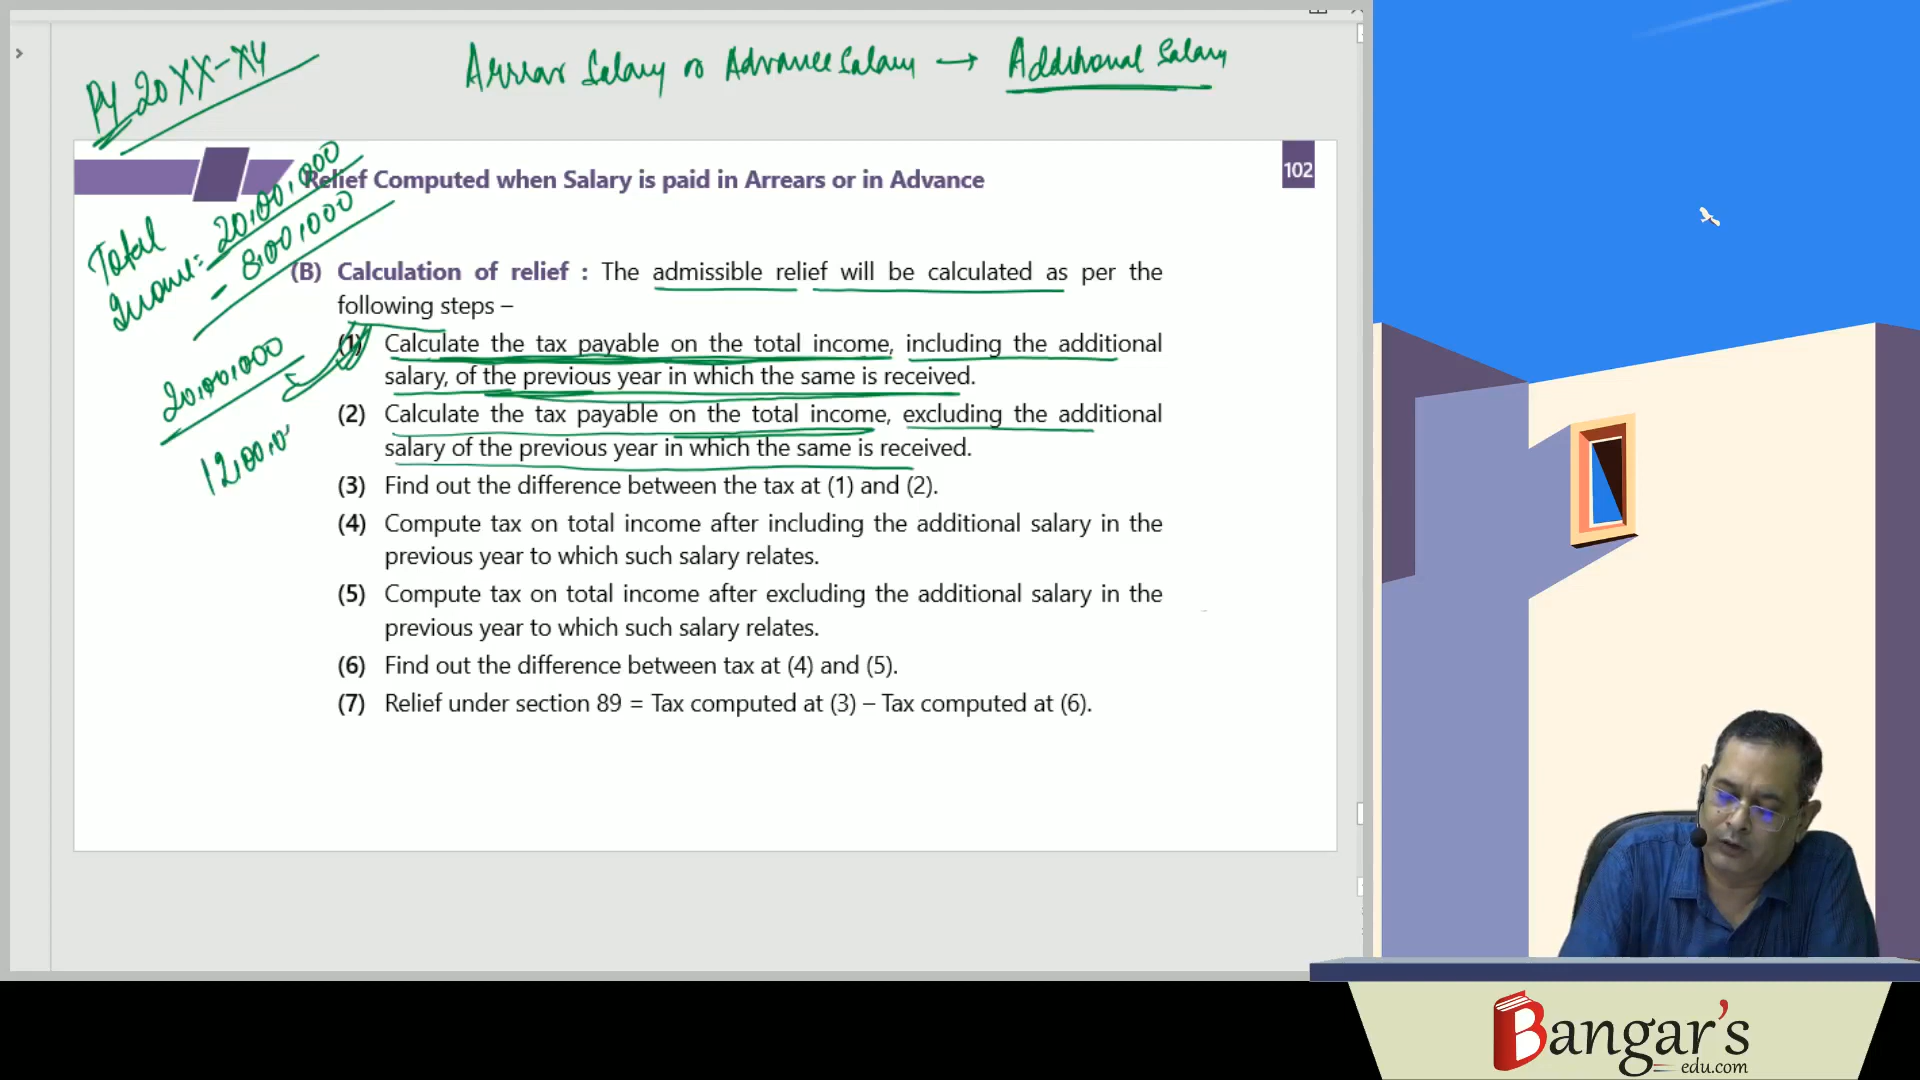 PY 20XX-XY
Arrear Salary or Advance Salary → Additional Salary
102
Relief Computed when Salary is paid in Arrears or in Advance
Total Income: 20,00,000
- 8,00,000
(B) Calculation of relief : The admissible relief will be calculated as per the
following steps –
(1) Calculate the tax payable on the total income, including the additional
salary, of the previous year in which the same is received.
20,00,000
(2) Calculate the tax payable on the total income, excluding the additional
salary of the previous year in which the same is received.
12,00,0
(3) Find out the difference between the tax at (1) and (2).
(4) Compute tax on total income after including the additional salary in the
previous year to which such salary relates.
(5) Compute tax on total income after excluding the additional salary in the
previous year to which such salary relates.
(6) Find out the difference between tax at (4) and (5).
(7) Relief under section 89 = Tax computed at (3) – Tax computed at (6).
Bangar's
edu.com